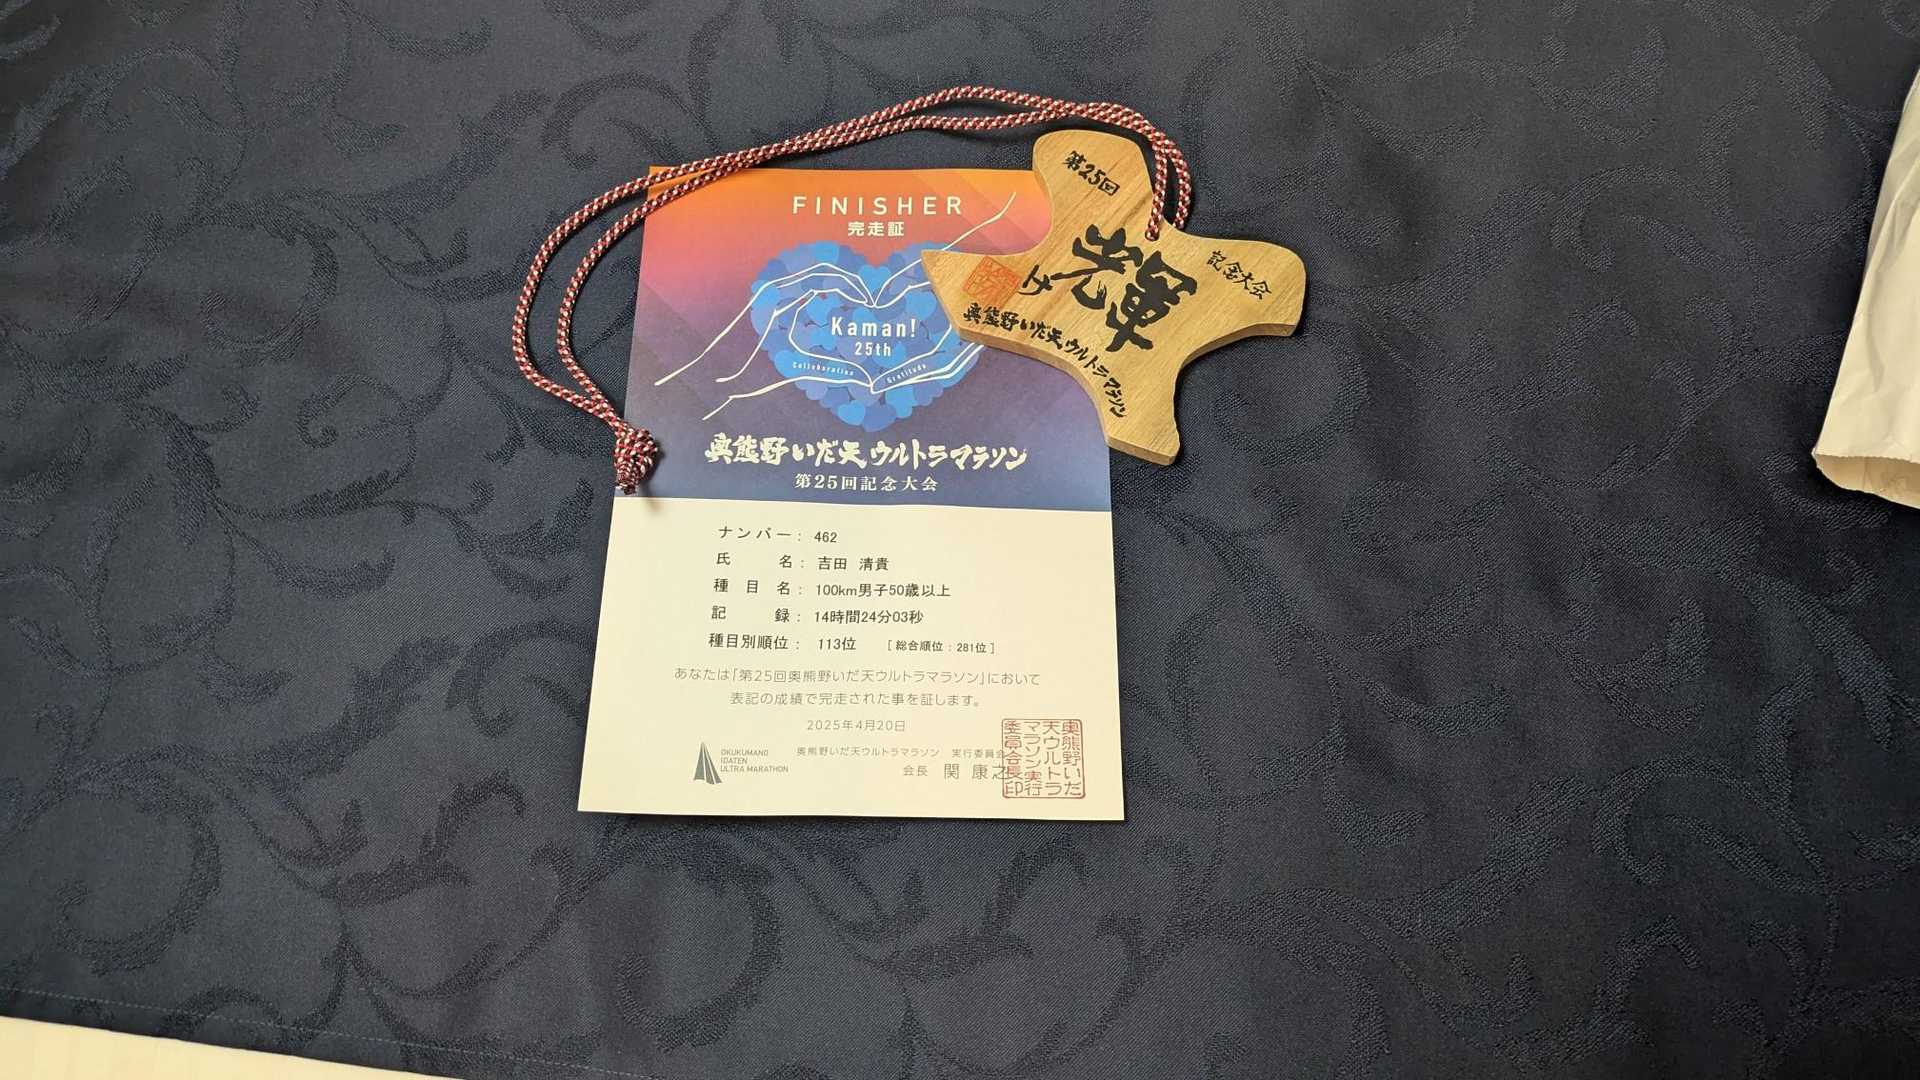 FINISHER
完走証
Kaman!
25th
Collaboration
Gratitude
奥熊野いだ天ウルトラマラソン
第25回記念大会
ナンバー： 462
氏名： 吉田 清貴
種目名： 100km男子50歳以上
記録： 14時間24分03秒
種目別順位： 113位 [ 総合順位：281位 ]
あなたは「第25回奥熊野いだ天ウルトラマラソン」において
表記の成績で完走された事を証します。
2025年4月20日
OKUKUMANO
IDATEN
ULTRA MARATHON
奥熊野いだ天ウルトラマラソン 実行委員会
会長 関 康之
奥熊野いだ
天ウルトラ
マラソン実行
委員会長印
第25回
記念大会
輝け
奥熊野いだ天ウルトラマラソン